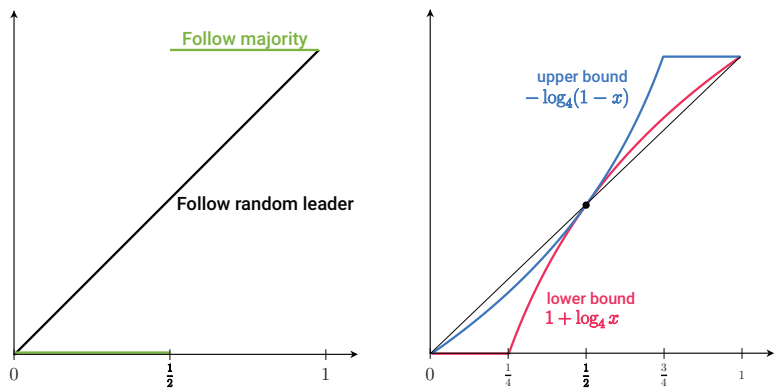 Follow majority
Follow random leader
0
1/2
1
upper bound
− log₄(1 − x)
lower bound
1 + log₄ x
0
1/4
1/2
3/4
1